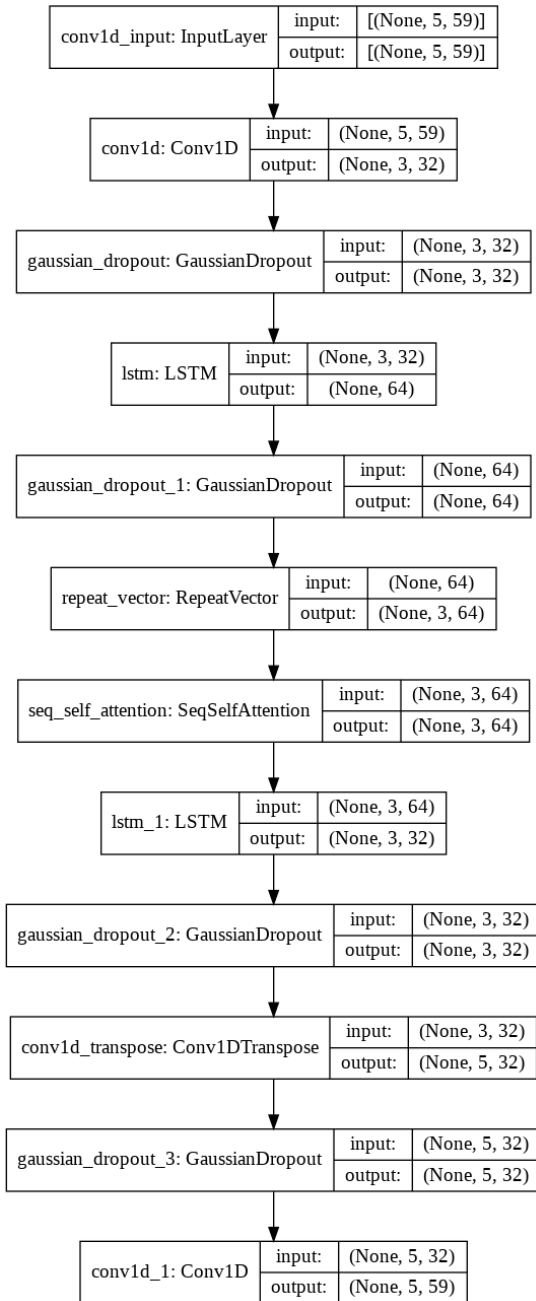 conv1d_input: InputLayer
input: [(None, 5, 59)]
output: [(None, 5, 59)]
conv1d: Conv1D
input: (None, 5, 59)
output: (None, 3, 32)
gaussian_dropout: GaussianDropout
input: (None, 3, 32)
output: (None, 3, 32)
lstm: LSTM
input: (None, 3, 32)
output: (None, 64)
gaussian_dropout_1: GaussianDropout
input: (None, 64)
output: (None, 64)
repeat_vector: RepeatVector
input: (None, 64)
output: (None, 3, 64)
seq_self_attention: SeqSelfAttention
input: (None, 3, 64)
output: (None, 3, 64)
lstm_1: LSTM
input: (None, 3, 64)
output: (None, 3, 32)
gaussian_dropout_2: GaussianDropout
input: (None, 3, 32)
output: (None, 3, 32)
conv1d_transpose: Conv1DTranspose
input: (None, 3, 32)
output: (None, 5, 32)
gaussian_dropout_3: GaussianDropout
input: (None, 5, 32)
output: (None, 5, 32)
conv1d_1: Conv1D
input: (None, 5, 32)
output: (None, 5, 59)